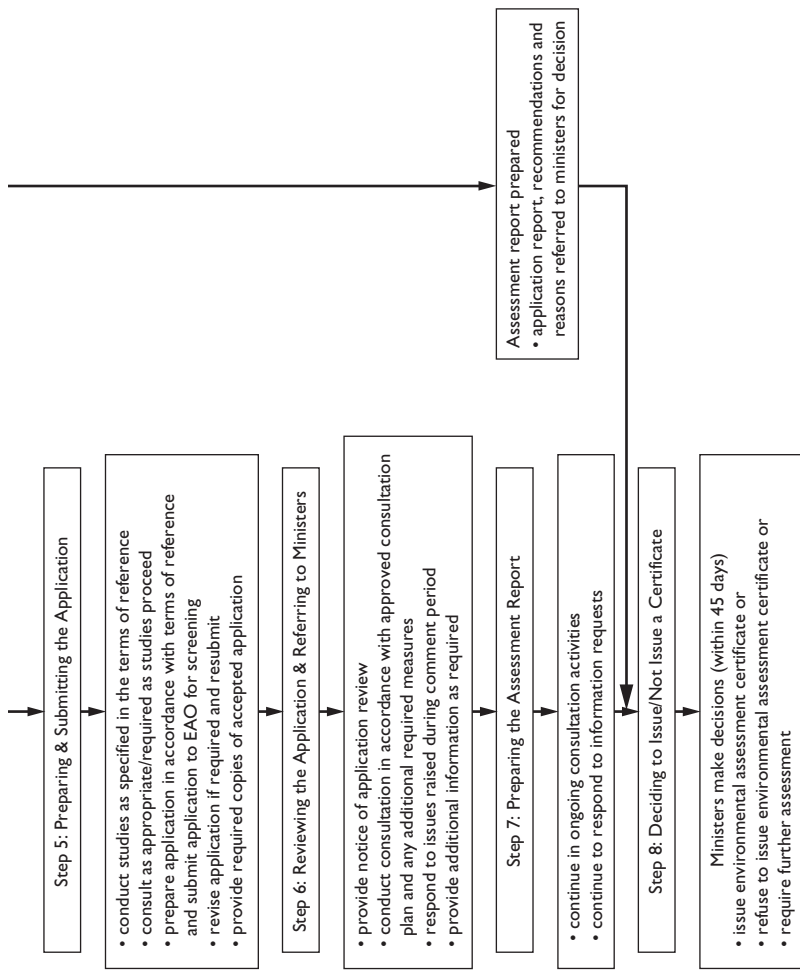 Step 5: Preparing & Submitting the Application
• conduct studies as specified in the terms of reference
• consult as appropriate/required as studies proceed
• prepare application in accordance with terms of reference
and submit application to EAO for screening
• revise application if required and resubmit
• provide required copies of accepted application
Step 6: Reviewing the Application & Referring to Ministers
• provide notice of application review
• conduct consultation in accordance with approved consultation
plan and any additional required measures
• respond to issues raised during comment period
• provide additional information as required
Step 7: Preparing the Assessment Report
• continue in ongoing consultation activities
• continue to respond to information requests
Assessment report prepared
• application report, recommendations and
reasons referred to ministers for decision
Step 8: Deciding to Issue/Not Issue a Certificate
Ministers make decisions (within 45 days)
• issue environmental assessment certificate or
• refuse to issue environmental assessment certificate or
• require further assessment